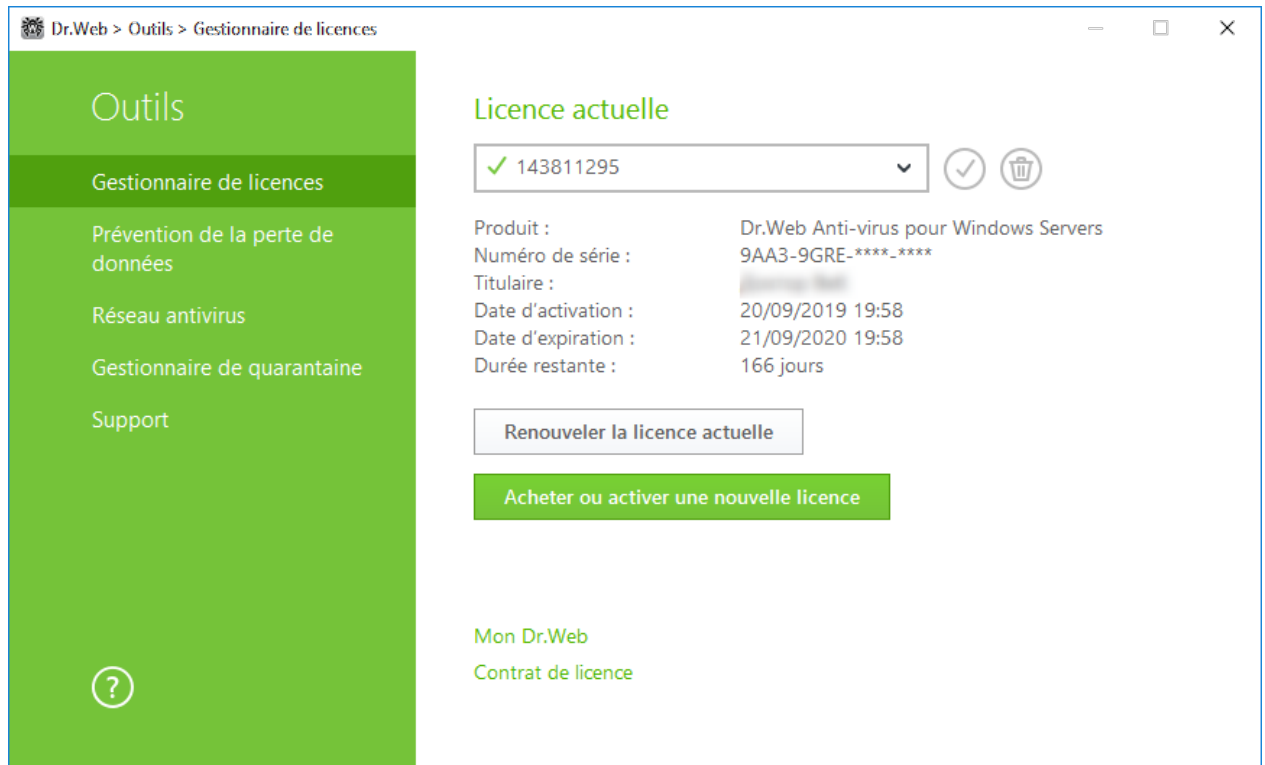 Dr.Web > Outils > Gestionnaire de licences
Outils
Gestionnaire de licences
Prévention de la perte de
données
Réseau antivirus
Gestionnaire de quarantaine
Support
?
Licence actuelle
143811295
Produit : Dr.Web Anti-virus pour Windows Servers
Numéro de série : 9AA3-9GRE-****-****
Titulaire :
Date d'activation : 20/09/2019 19:58
Date d'expiration : 21/09/2020 19:58
Durée restante : 166 jours
Renouveler la licence actuelle
Acheter ou activer une nouvelle licence
Mon Dr.Web
Contrat de licence